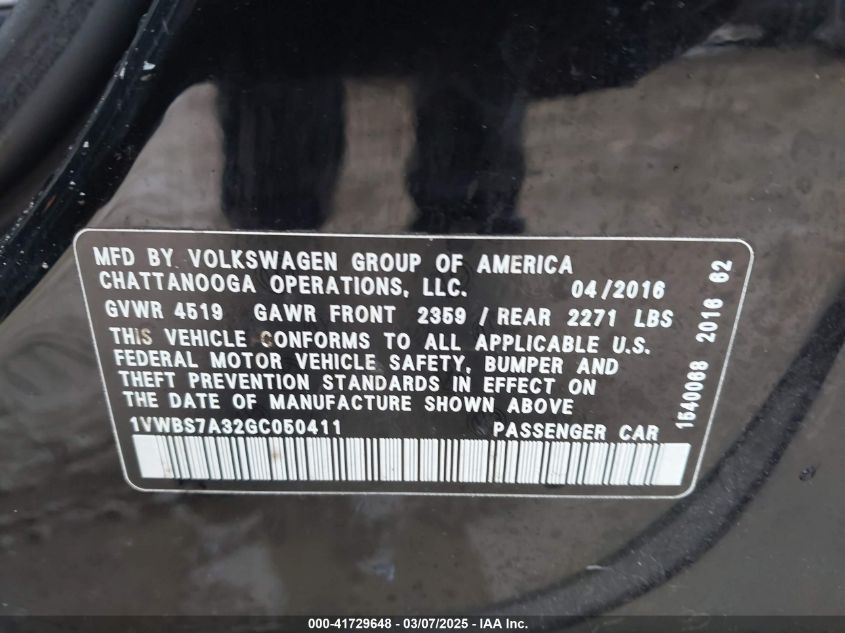 MFD BY VOLKSWAGEN GROUP OF AMERICA
CHATTANOOGA OPERATIONS, LLC. 04/2016
GVWR 4519 GAWR FRONT 2359 / REAR 2271 LBS
THIS VEHICLE CONFORMS TO ALL APPLICABLE U.S.
FEDERAL MOTOR VEHICLE SAFETY, BUMPER AND
THEFT PREVENTION STANDARDS IN EFFECT ON
THE DATE OF MANUFACTURE SHOWN ABOVE
1VWBS7A32GC050411 PASSENGER CAR
1540068 2016 62
000-41729648 - 03/07/2025 - IAA Inc.